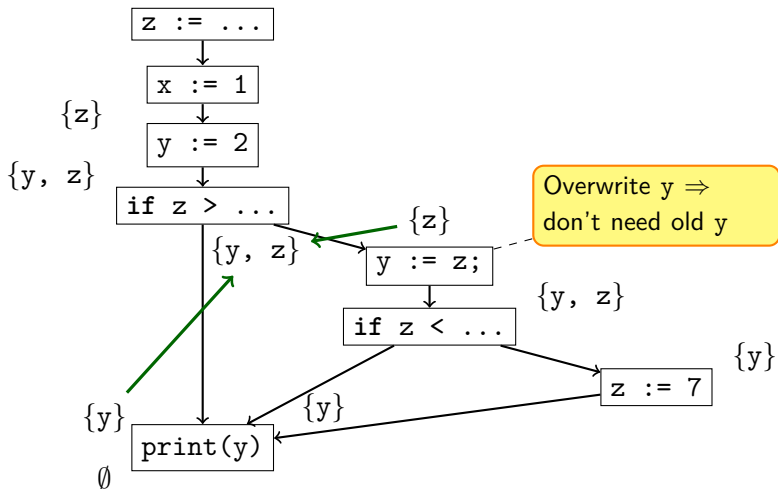 z := ...
x := 1
{z}
y := 2
{y, z}
if z > ...
Overwrite y ⇒
don't need old y
{z}
{y, z}
y := z;
{y, z}
if z < ...
{y}
z := 7
{y}
{y}
print(y)
∅